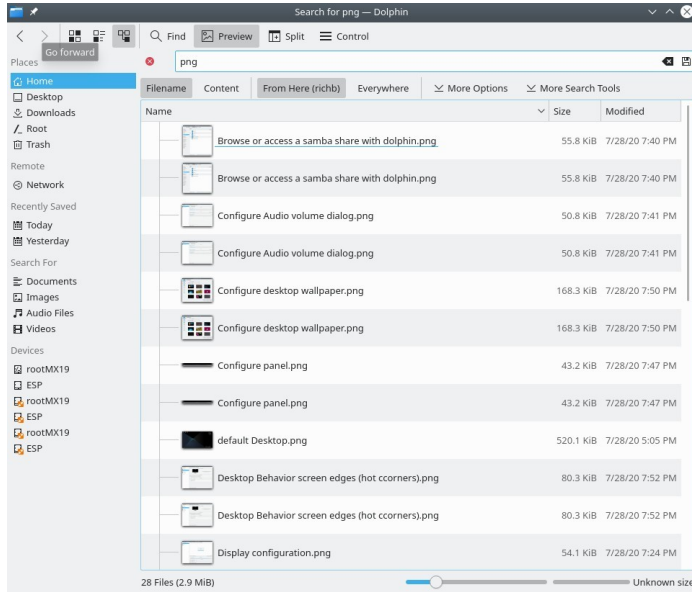 Search for png — Dolphin
Find Preview Split Control
Go forward
Places
png
Home
Desktop
Downloads
Root
Trash
Remote
Network
Recently Saved
Today
Yesterday
Search For
Documents
Images
Audio Files
Videos
Devices
rootMX19
ESP
rootMX19
ESP
rootMX19
ESP
Filename Content From Here (richb) Everywhere More Options More Search Tools
Name Size Modified
Browse or access a samba share with dolphin.png 55.8 KiB 7/28/20 7:40 PM
Browse or access a samba share with dolphin.png 55.8 KiB 7/28/20 7:40 PM
Configure Audio volume dialog.png 50.8 KiB 7/28/20 7:41 PM
Configure Audio volume dialog.png 50.8 KiB 7/28/20 7:41 PM
Configure desktop wallpaper.png 168.3 KiB 7/28/20 7:50 PM
Configure desktop wallpaper.png 168.3 KiB 7/28/20 7:50 PM
Configure panel.png 43.2 KiB 7/28/20 7:47 PM
Configure panel.png 43.2 KiB 7/28/20 7:47 PM
default Desktop.png 520.1 KiB 7/28/20 5:05 PM
Desktop Behavior screen edges (hot ccorners).png 80.3 KiB 7/28/20 7:52 PM
Desktop Behavior screen edges (hot ccorners).png 80.3 KiB 7/28/20 7:52 PM
Display configuration.png 54.1 KiB 7/28/20 7:24 PM
28 Files (2.9 MiB) Unknown size